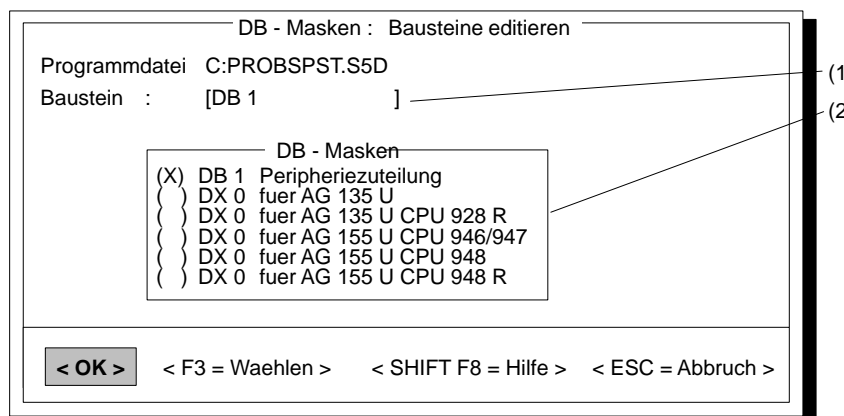 DB - Masken : Bausteine editieren
Programmdatei C:PROBSPST.S5D
Baustein : [DB 1 ]
(1
(2
DB - Masken
(X) DB 1 Peripheriezuteilung
( ) DX 0 fuer AG 135 U
( ) DX 0 fuer AG 135 U CPU 928 R
( ) DX 0 fuer AG 155 U CPU 946/947
( ) DX 0 fuer AG 155 U CPU 948
( ) DX 0 fuer AG 155 U CPU 948 R
< OK > < F3 = Waehlen > < SHIFT F8 = Hilfe > < ESC = Abbruch >